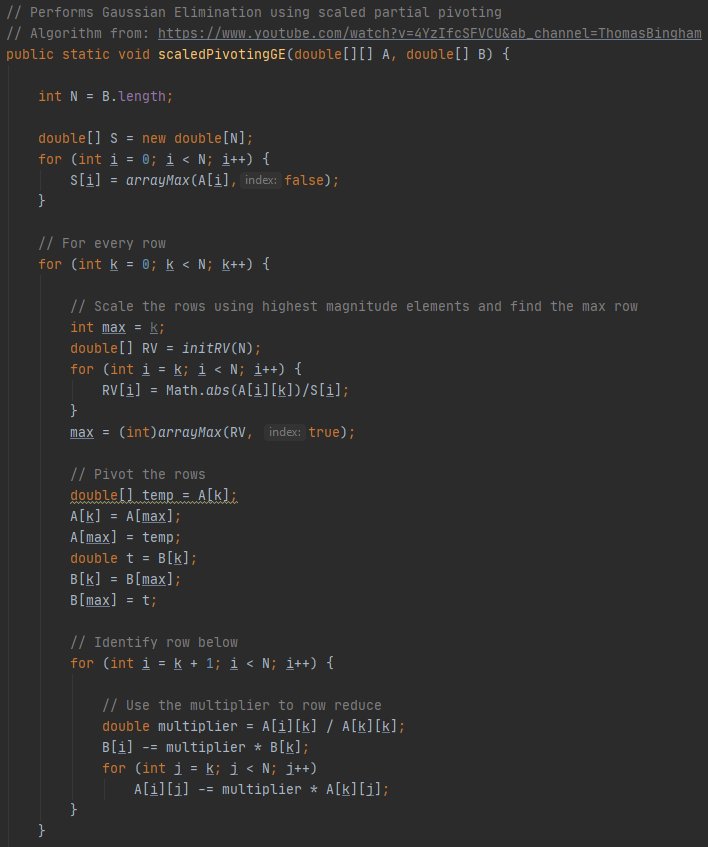 // Performs Gaussian Elimination using scaled partial pivoting
// Algorithm from: https://www.youtube.com/watch?v=4YzIfcSFVCU&ab_channel=ThomasBingham
public static void scaledPivotingGE(double[][] A, double[] B) {
int N = B.length;
double[] S = new double[N];
for (int i = 0; i < N; i++) {
S[i] = arrayMax(A[i], index: false);
}
// For every row
for (int k = 0; k < N; k++) {
// Scale the rows using highest magnitude elements and find the max row
int max = k;
double[] RV = initRV(N);
for (int i = k; i < N; i++) {
RV[i] = Math.abs(A[i][k])/S[i];
}
max = (int)arrayMax(RV, index: true);
// Pivot the rows
double[] temp = A[k];
A[k] = A[max];
A[max] = temp;
double t = B[k];
B[k] = B[max];
B[max] = t;
// Identify row below
for (int i = k + 1; i < N; i++) {
// Use the multiplier to row reduce
double multiplier = A[i][k] / A[k][k];
B[i] -= multiplier * B[k];
for (int j = k; j < N; j++)
A[i][j] -= multiplier * A[k][j];
}
}